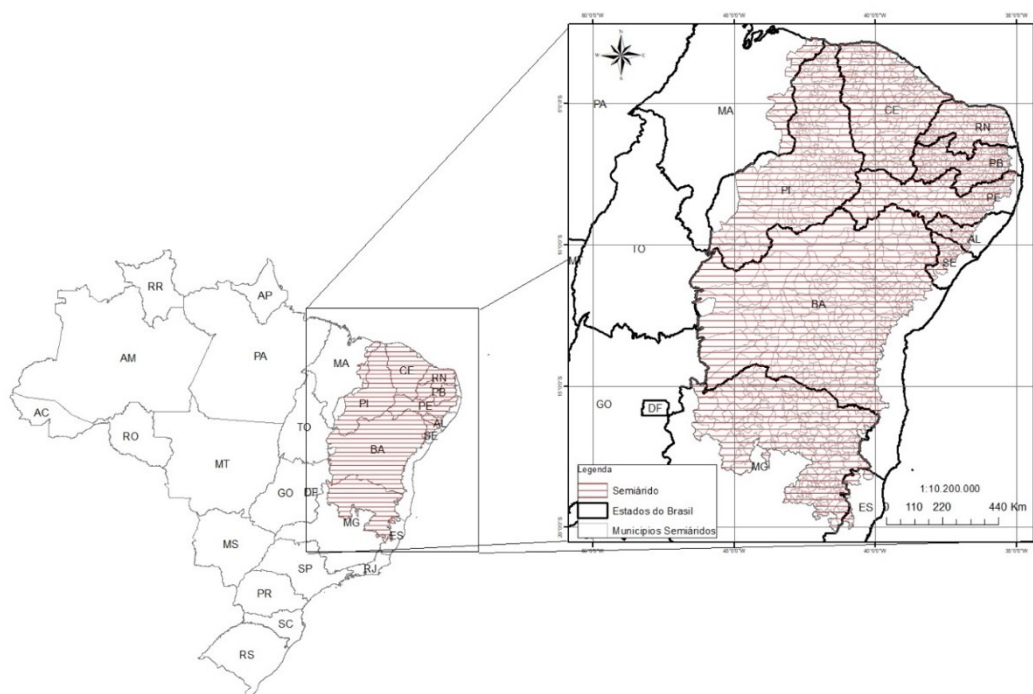 RR
AP
AM
PA
MA
CE
RN
PB
PI
PE
AC
AL
SE
RO
TO
BA
MT
GO
DF
MG
ES
MS
SP
RJ
PR
SC
RS
N
PA
MA
CE
RN
PB
PI
PE
AL
TO
SE
BA
GO
DF
MG
ES
Legenda
Semiárido
Estados do Brasil
Municipios Semiáridos
1:10.200.000
0 110 220 440 Km